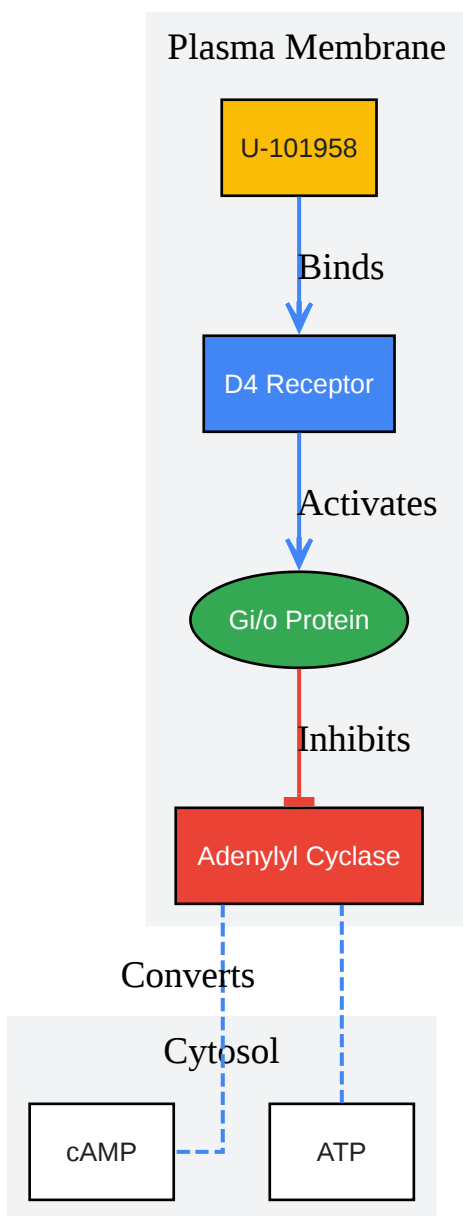 Plasma Membrane
U-101958
Binds
D4 Receptor
Activates
Gi/o Protein
Inhibits
Adenylyl Cyclase
Converts
Cytosol
cAMP
ATP